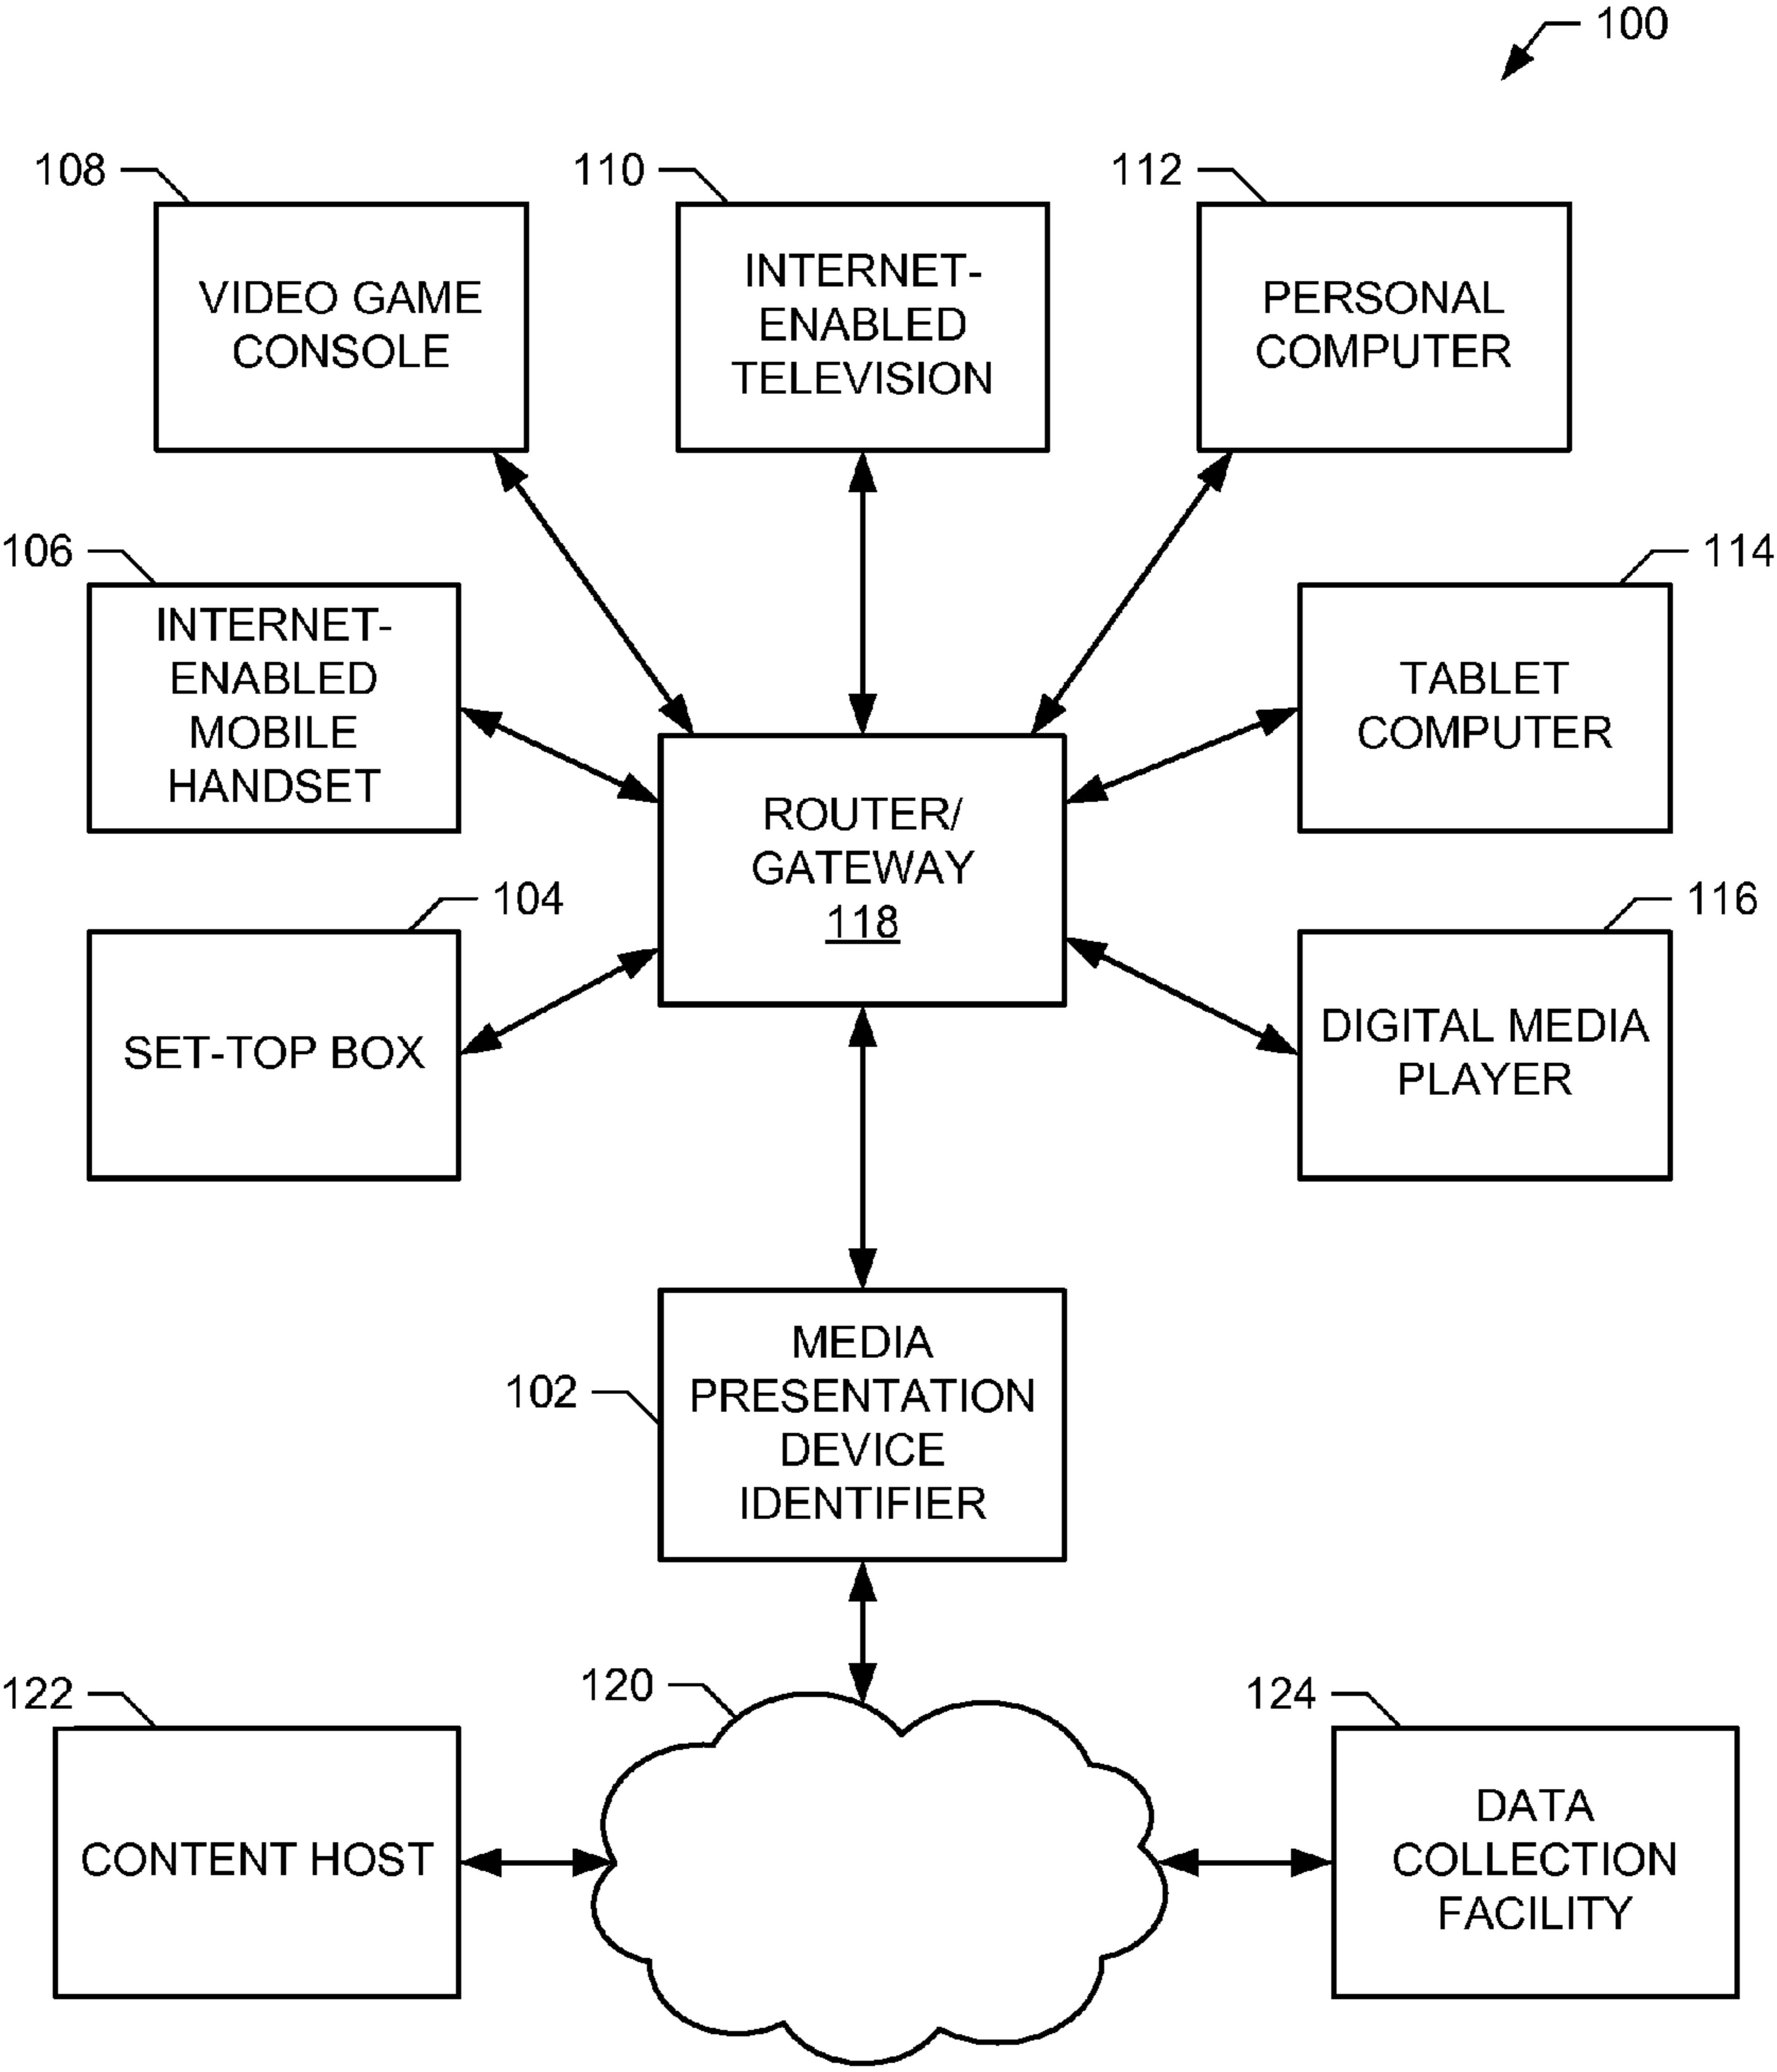 100
108
110
112
VIDEO GAME
CONSOLE
INTERNET-
ENABLED
TELEVISION
PERSONAL
COMPUTER
106
114
INTERNET-
ENABLED
MOBILE
HANDSET
TABLET
COMPUTER
ROUTER/
GATEWAY
118
104
116
SET-TOP BOX
DIGITAL MEDIA
PLAYER
102
MEDIA
PRESENTATION
DEVICE
IDENTIFIER
122
120
124
CONTENT HOST
DATA
COLLECTION
FACILITY